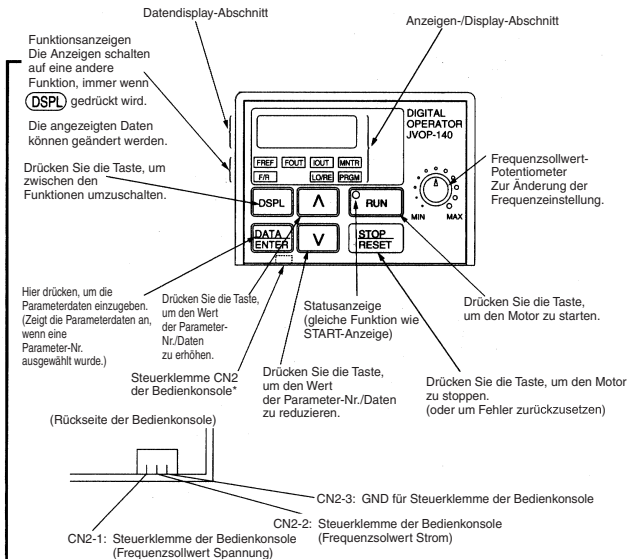 Datendisplay-Abschnitt
Anzeigen-/Display-Abschnitt
Funktionsanzeigen
Die Anzeigen schalten
auf eine andere
Funktion, immer wenn
DSPL gedrückt wird.
Die angezeigten Daten
können geändert werden.
Drücken Sie die Taste, um
zwischen den
Funktionen umzuschalten.
DIGITAL
OPERATOR
JVOP-140
FREF FOUT IOUT MNTR
F/R LO/RE PRGM
DSPL
RUN
DATA
ENTER
STOP
RESET
MIN MAX
Frequenzsollwert-
Potentiometer
Zur Änderung der
Frequenzeinstellung.
Hier drücken, um die
Parameterdaten einzugeben.
(Zeigt die Parameterdaten an,
wenn eine
Parameter-Nr.
ausgewählt wurde.)
Drücken Sie die Taste,
um den Wert
der Parameter-
Nr./Daten
zu erhöhen.
Statusanzeige
(gleiche Funktion wie
START-Anzeige)
Drücken Sie die Taste,
um den Motor zu starten.
Steuerklemme CN2
der Bedienkonsole*
Drücken Sie die Taste,
um den Wert
der Parameter-Nr./Daten
zu reduzieren.
Drücken Sie die Taste, um den Motor
zu stoppen.
(oder um Fehler zurückzusetzen)
(Rückseite der Bedienkonsole)
CN2-3: GND für Steuerklemme der Bedienkonsole
CN2-2: Steuerklemme der Bedienkonsole
(Frequenzsolwert Strom)
CN2-1: Steuerklemme der Bedienkonsole
(Frequenzsollwert Spannung)